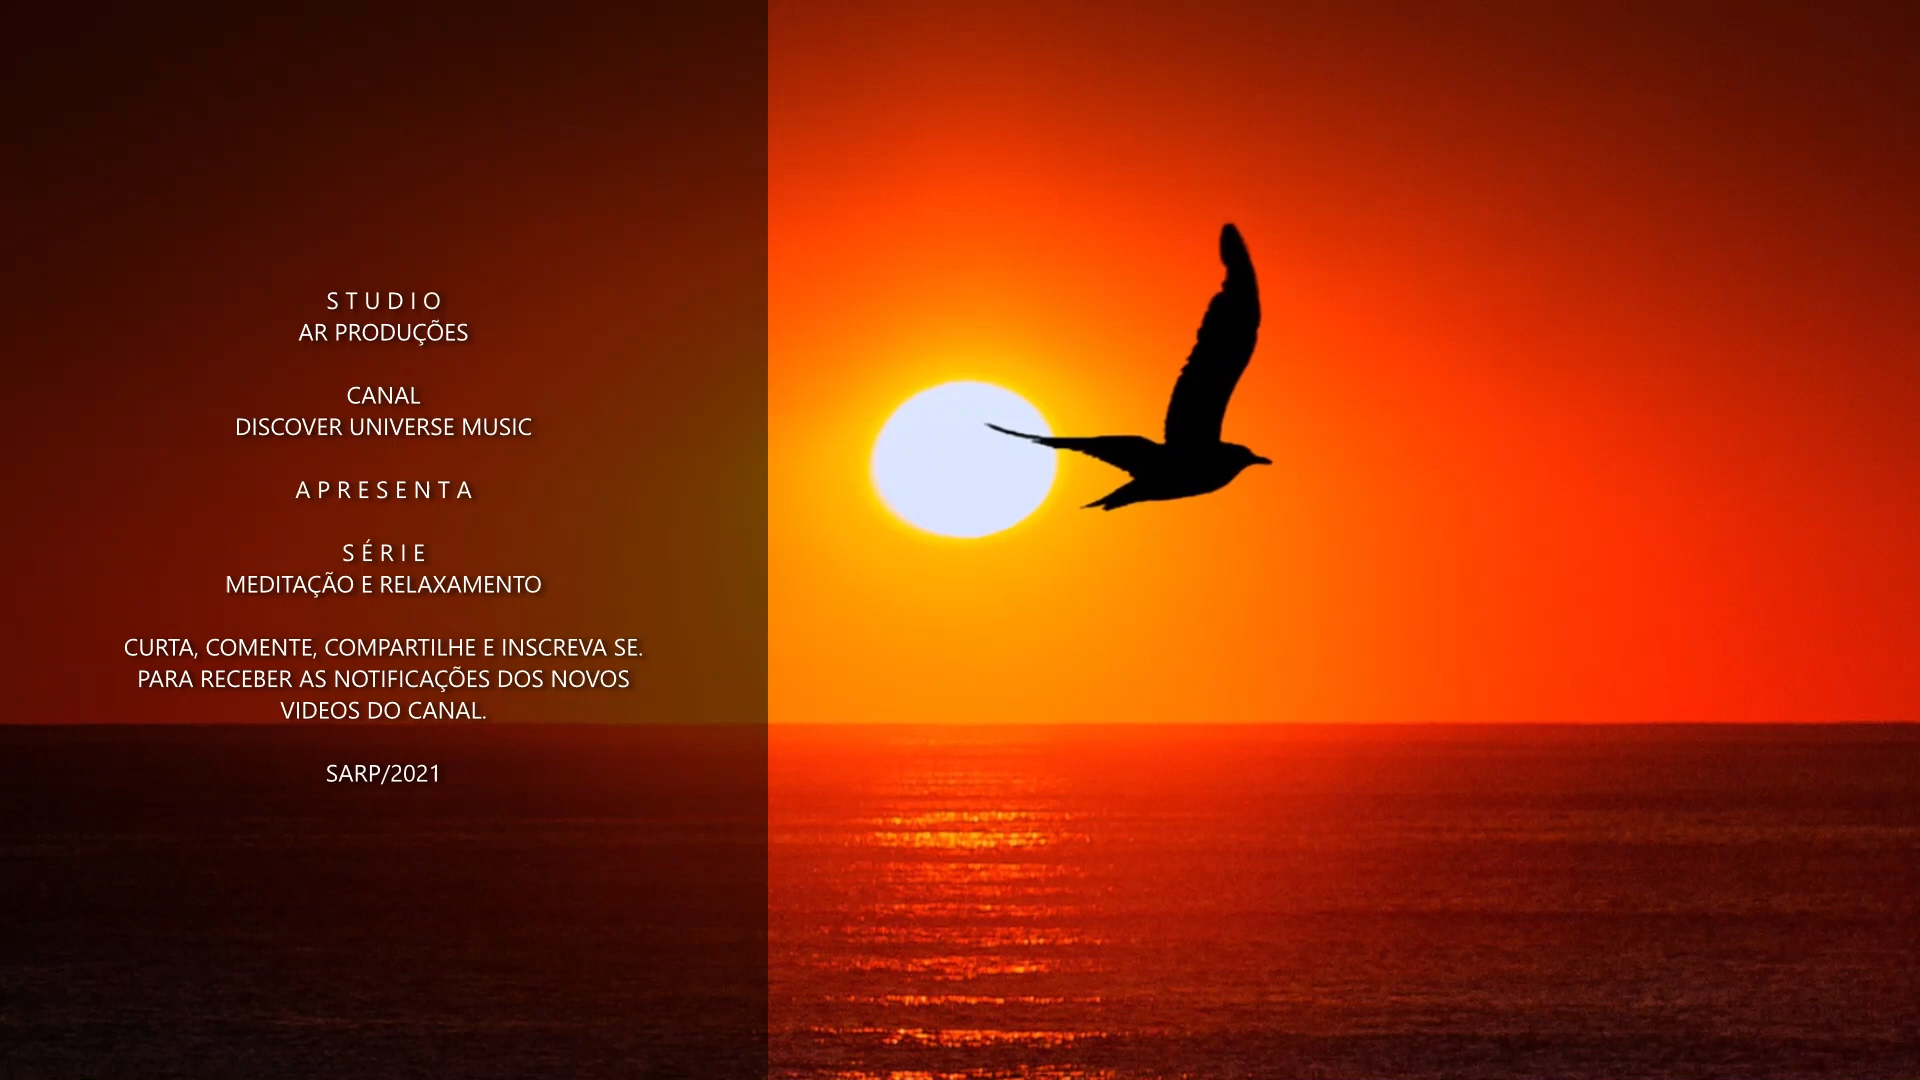 S T U D I O
AR PRODUÇÕES
CANAL
DISCOVER UNIVERSE MUSIC
A P R E S E N T A
S É R I E
MEDITAÇÃO E RELAXAMENTO
CURTA, COMENTE, COMPARTILHE E INSCREVA SE.
PARA RECEBER AS NOTIFICAÇÕES DOS NOVOS
VIDEOS DO CANAL.
SARP/2021